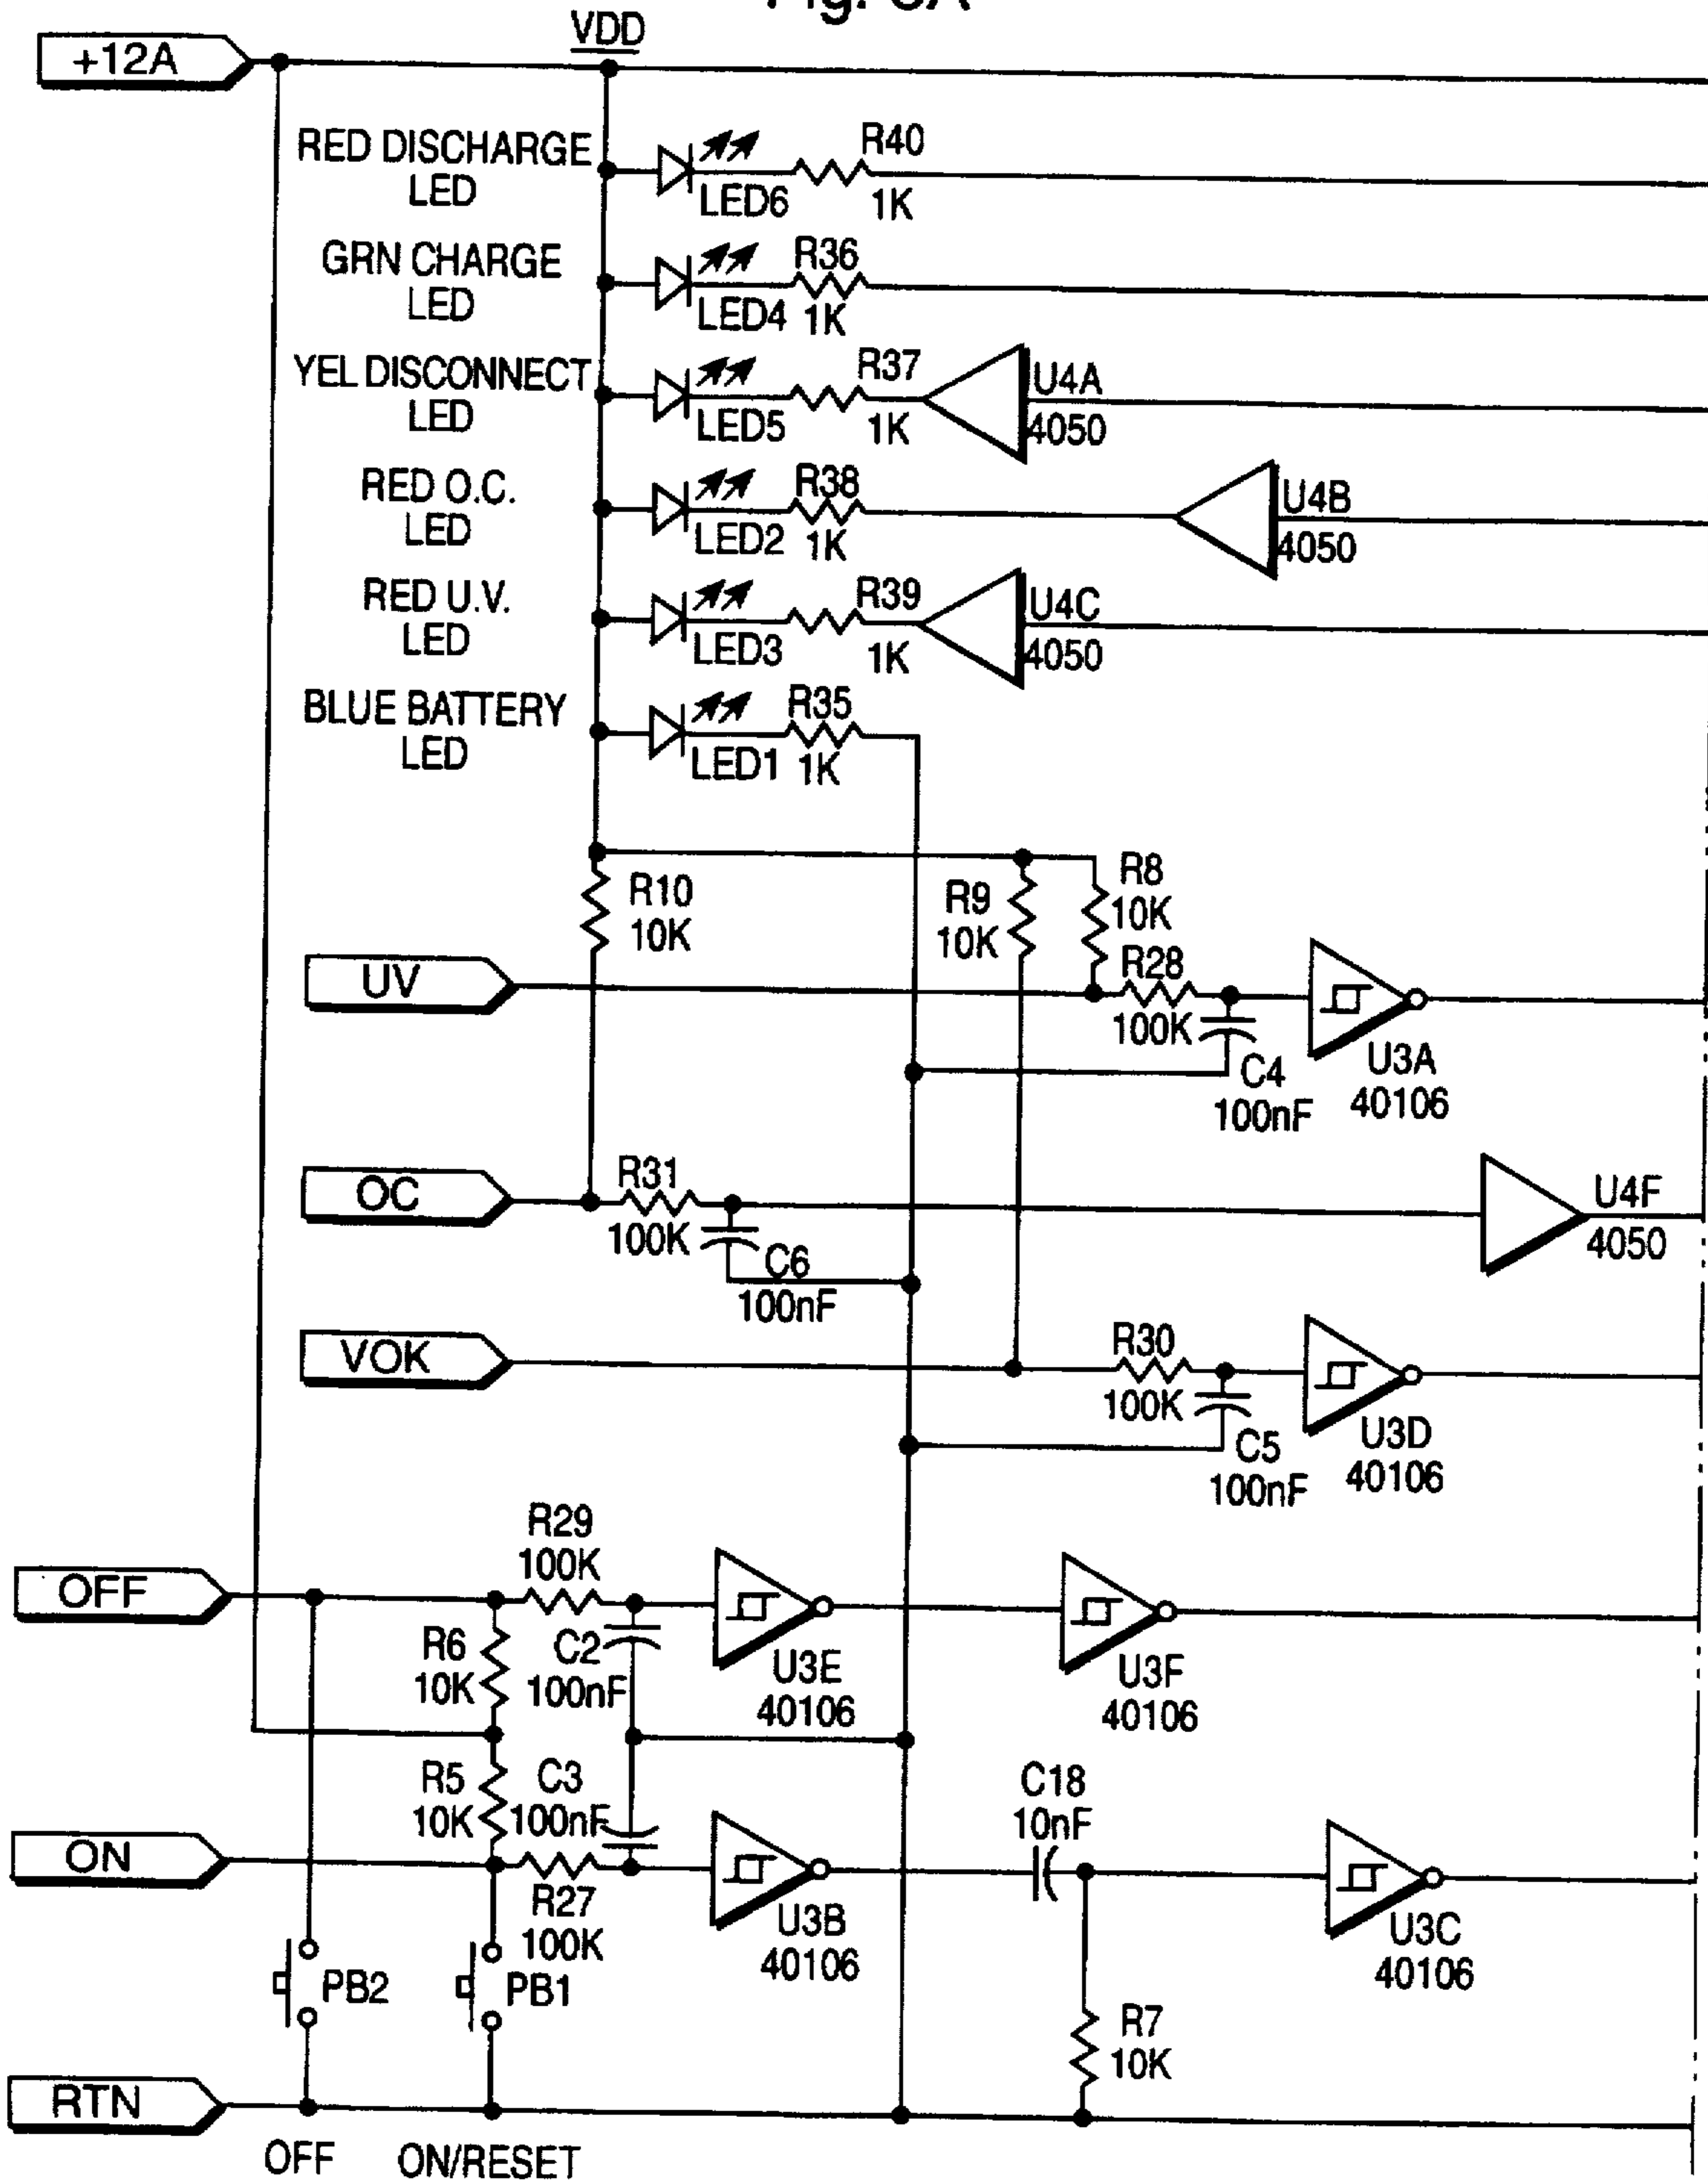 Fig. 3A
VDD
+12A
RED DISCHARGE
LED
LED6
R40
1K
GRN CHARGE
LED
LED4
R36
1K
YEL DISCONNECT
LED
LED5
R37
1K
U4A
4050
RED O.C.
LED
LED2
R38
1K
U4B
4050
RED U.V.
LED
LED3
R39
1K
U4C
4050
BLUE BATTERY
LED
LED1
R35
1K
R10
10K
R9
10K
R8
10K
UV
R28
100K
C4
100nF
U3A
40106
OC
R31
100K
C6
100nF
U4F
4050
VOK
R30
100K
C5
100nF
U3D
40106
OFF
R29
100K
R6
10K
C2
100nF
U3E
40106
U3F
40106
R5
10K
C3
100nF
C18
10nF
ON
R27
100K
U3B
40106
U3C
40106
PB2
PB1
R7
10K
RTN
OFF
ON/RESET